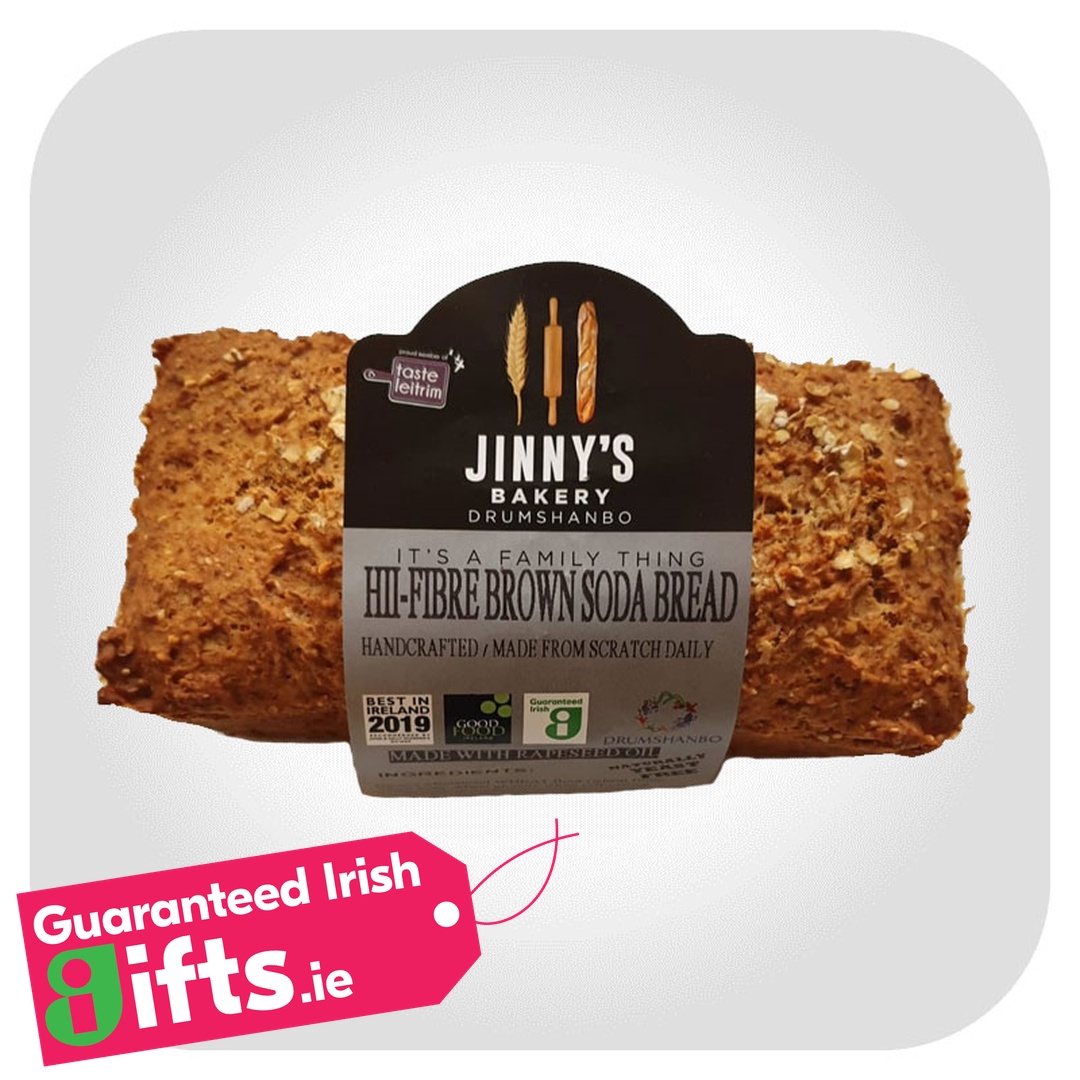 proud member of
taste
leitrim
JINNY'S
BAKERY
DRUMSHANBO
IT'S A FAMILY THING
HII-FIBRE BROWN SODA BREAD
HANDCRAFTED / MADE FROM SCRATCH DAILY
BEST IN
IRELAND
2019
GOOD
FOOD
Guaranteed
Irish
DRUMSHANBO
MADE WITH RAPESEED OIL
NATURALLY
YEAST
FREE
INGREDIENTS:
Guaranteed Irish
gifts.ie